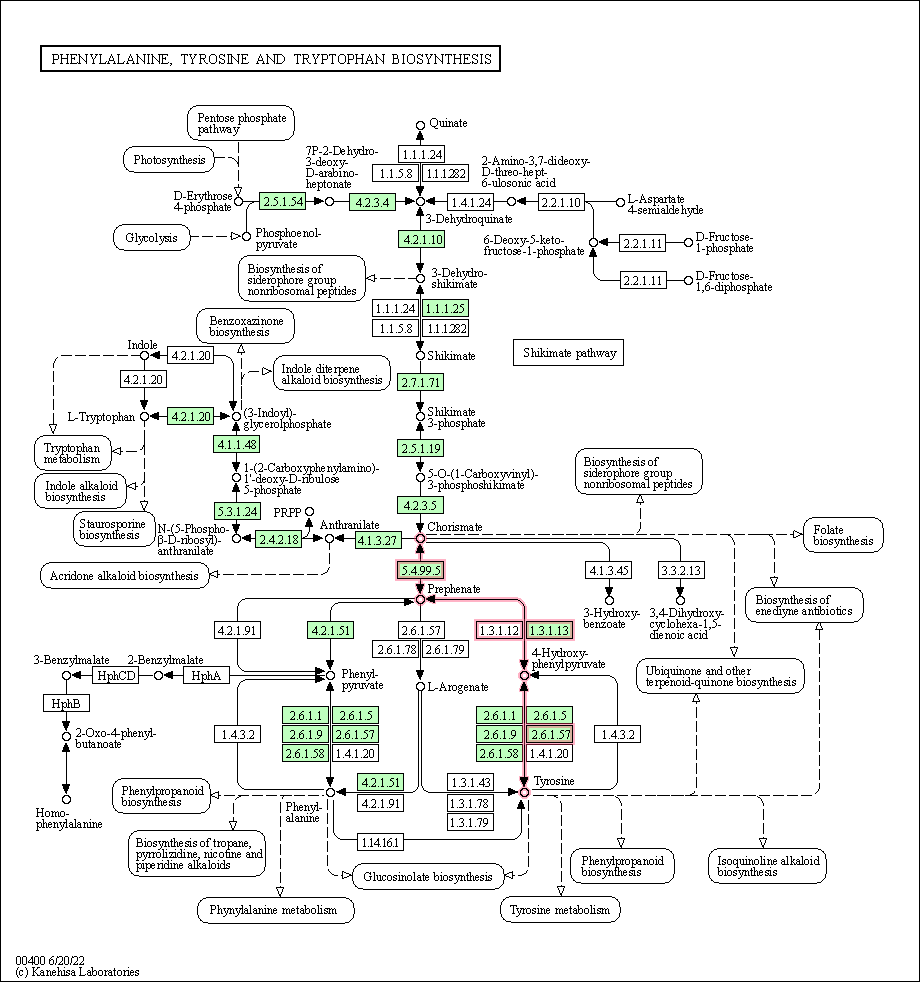 PHENYLALANINE, TYROSINE AND TRYPTOPHAN BIOSYNTHESIS
Pentose phosphate
pathway
Photosynthesis
D-Erythrose
4-phosphate
2.5.1.54
Glycolysis
Phosphoenol-
pyruvate
7P-2-Dehydro-
3-deoxy-
D-arabino-
heptonate
4.2.3.4
Quinate
1.1.1.24
1.1.5.8
1.1.1.282
2-Amino-3,7-dideoxy-
D-threo-hept-
6-ulosonic acid
1.4.1.24
2.2.1.10
L-Aspartate
4-semialdehyde
3-Dehydroquinate
4.2.1.10
6-Deoxy-5-keto-
fructose-1-phosphate
2.2.1.11
D-Fructose-
1-phosphate
2.2.1.11
D-Fructose-
1,6-diphosphate
Biosynthesis of
siderophore group
nonribosomal peptides
3-Dehydro-
shikimate
1.1.1.24
1.1.1.25
1.1.5.8
1.1.1.282
Benzoxazinone
biosynthesis
Indole
4.2.1.20
4.2.1.20
Indole diterpene
alkaloid biosynthesis
Shikimate
Shikimate pathway
2.7.1.71
L-Tryptophan
4.2.1.20
(3-Indoyl)-
glycerolphosphate
Shikimate
3-phosphate
4.1.1.48
2.5.1.19
Tryptophan
metabolism
Indole alkaloid
biosynthesis
Staurosporine
biosynthesis
1-(2-Carboxyphenylamino)-
1'-deoxy-D-ribulose
5-phosphate
5-O-(1-Carboxyvinyl)-
3-phosphoshikimate
Biosynthesis of
siderophore group
nonribosomal peptides
5.3.1.24
PRPP
4.2.3.5
N-(5-Phospho-
β-D-ribosyl)-
anthranilate
2.4.2.18
Anthranilate
4.1.3.27
Chorismate
Folate
biosynthesis
Acridone alkaloid biosynthesis
5.4.99.5
4.1.3.45
3.3.2.13
Prephenate
3-Hydroxy-
benzoate
3,4-Dihydroxy-
cyclohexa-1,5-
dienoic acid
Biosynthesis of
enediyne antibiotics
4.2.1.91
4.2.1.51
2.6.1.57
2.6.1.78
2.6.1.79
1.3.1.12
1.3.1.13
3-Benzylmalate
2-Benzylmalate
HphCD
HphA
Phenyl-
pyruvate
4-Hydroxy-
phenylpyruvate
Ubiquinone and other
terpenoid-quinone biosynthesis
HphB
L-Arogenate
2-Oxo-4-phenyl-
butanoate
1.4.3.2
2.6.1.1
2.6.1.5
2.6.1.9
2.6.1.57
2.6.1.58
1.4.1.20
2.6.1.1
2.6.1.5
2.6.1.9
2.6.1.57
2.6.1.58
1.4.1.20
1.4.3.2
Homo-
phenylalanine
Phenylpropanoid
biosynthesis
4.2.1.51
4.2.1.91
1.3.1.43
1.3.1.78
1.3.1.79
Tyrosine
Phenyl-
alanine
1.14.16.1
Biosynthesis of tropane,
pyrrolizidine, nicotine and
piperidine alkaloids
Glucosinolate biosynthesis
Phenylpropanoid
biosynthesis
Isoquinoline alkaloid
biosynthesis
Phynylalanine metabolism
Tyrosine metabolism
00400 6/20/22
(c) Kanehisa Laboratories